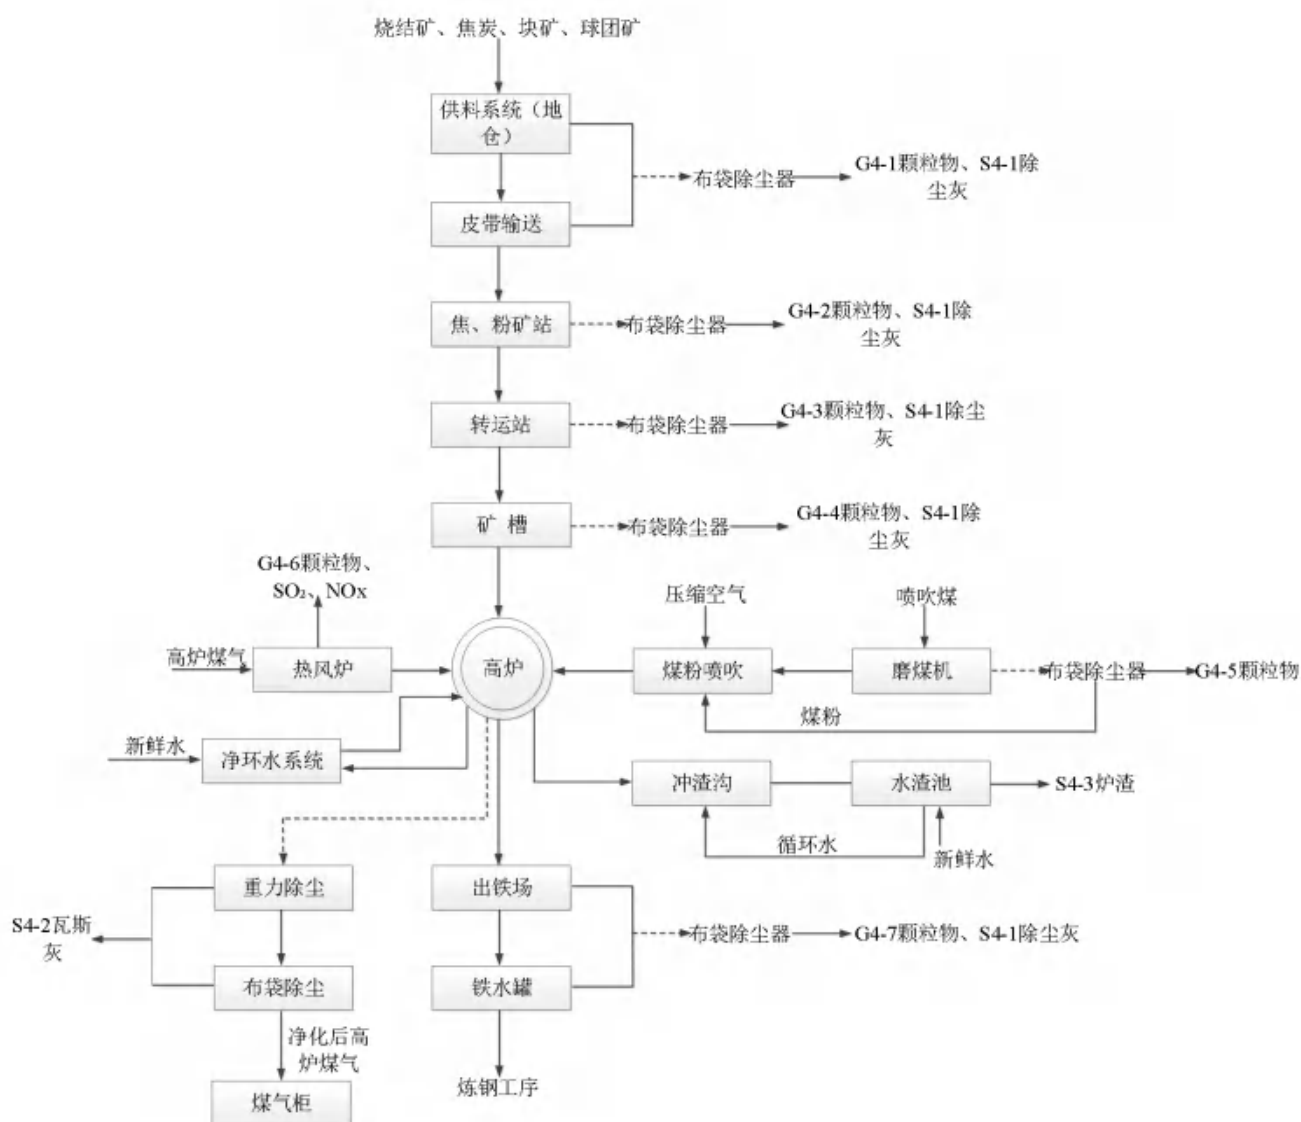 烧结矿、焦炭、块矿、球团矿
供料系统（地
仓）
布袋除尘器
G4-1颗粒物、S4-1除
尘灰
皮带输送
焦、粉矿站
布袋除尘器
G4-2颗粒物、S4-1除
尘灰
转运站
布袋除尘器
G4-3颗粒物、S4-1除尘
灰
矿 槽
布袋除尘器
G4-4颗粒物、S4-1除
尘灰
G4-6颗粒物、
SO₂、NOx
压缩空气
喷吹煤
高炉煤气
热风炉
高炉
煤粉喷吹
磨煤机
布袋除尘器
G4-5颗粒物
煤粉
新鲜水
净环水系统
冲渣沟
水渣池
S4-3炉渣
循环水
新鲜水
重力除尘
出铁场
S4-2瓦斯
灰
布袋除尘器
G4-7颗粒物、S4-1除尘灰
布袋除尘
铁水罐
净化后高
炉煤气
煤气柜
炼钢工序